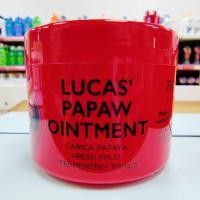 LUCAS'
PAPAW
OINTMENT
CARICA PAPAYA
FRESH FRUIT
FERMENTED